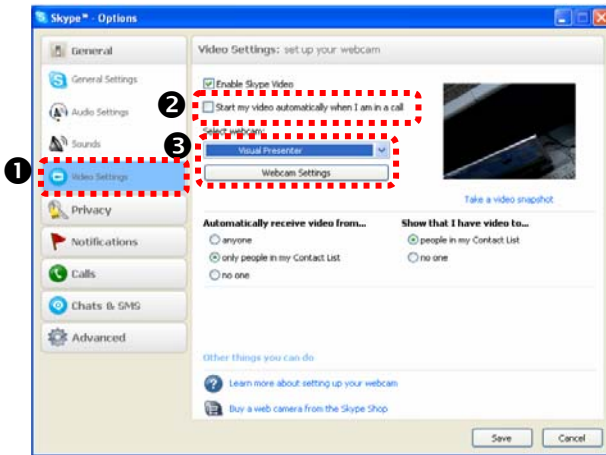 Skype™ - Options
General
General Settings
Audio Settings
Sounds
Video Settings
Privacy
Notifications
Calls
Chats & SMS
Advanced
Video Settings: set up your webcam
Enable Skype Video
❷
Start my video automatically when I am in a call
Select webcam:
❸
Visual Presenter
Webcam Settings
❶
Take a video snapshot
Automatically receive video from...
anyone
only people in my Contact List
no one
Show that I have video to...
people in my Contact List
no one
Other things you can do
Learn more about setting up your webcam
Buy a web camera from the Skype Shop
Save
Cancel